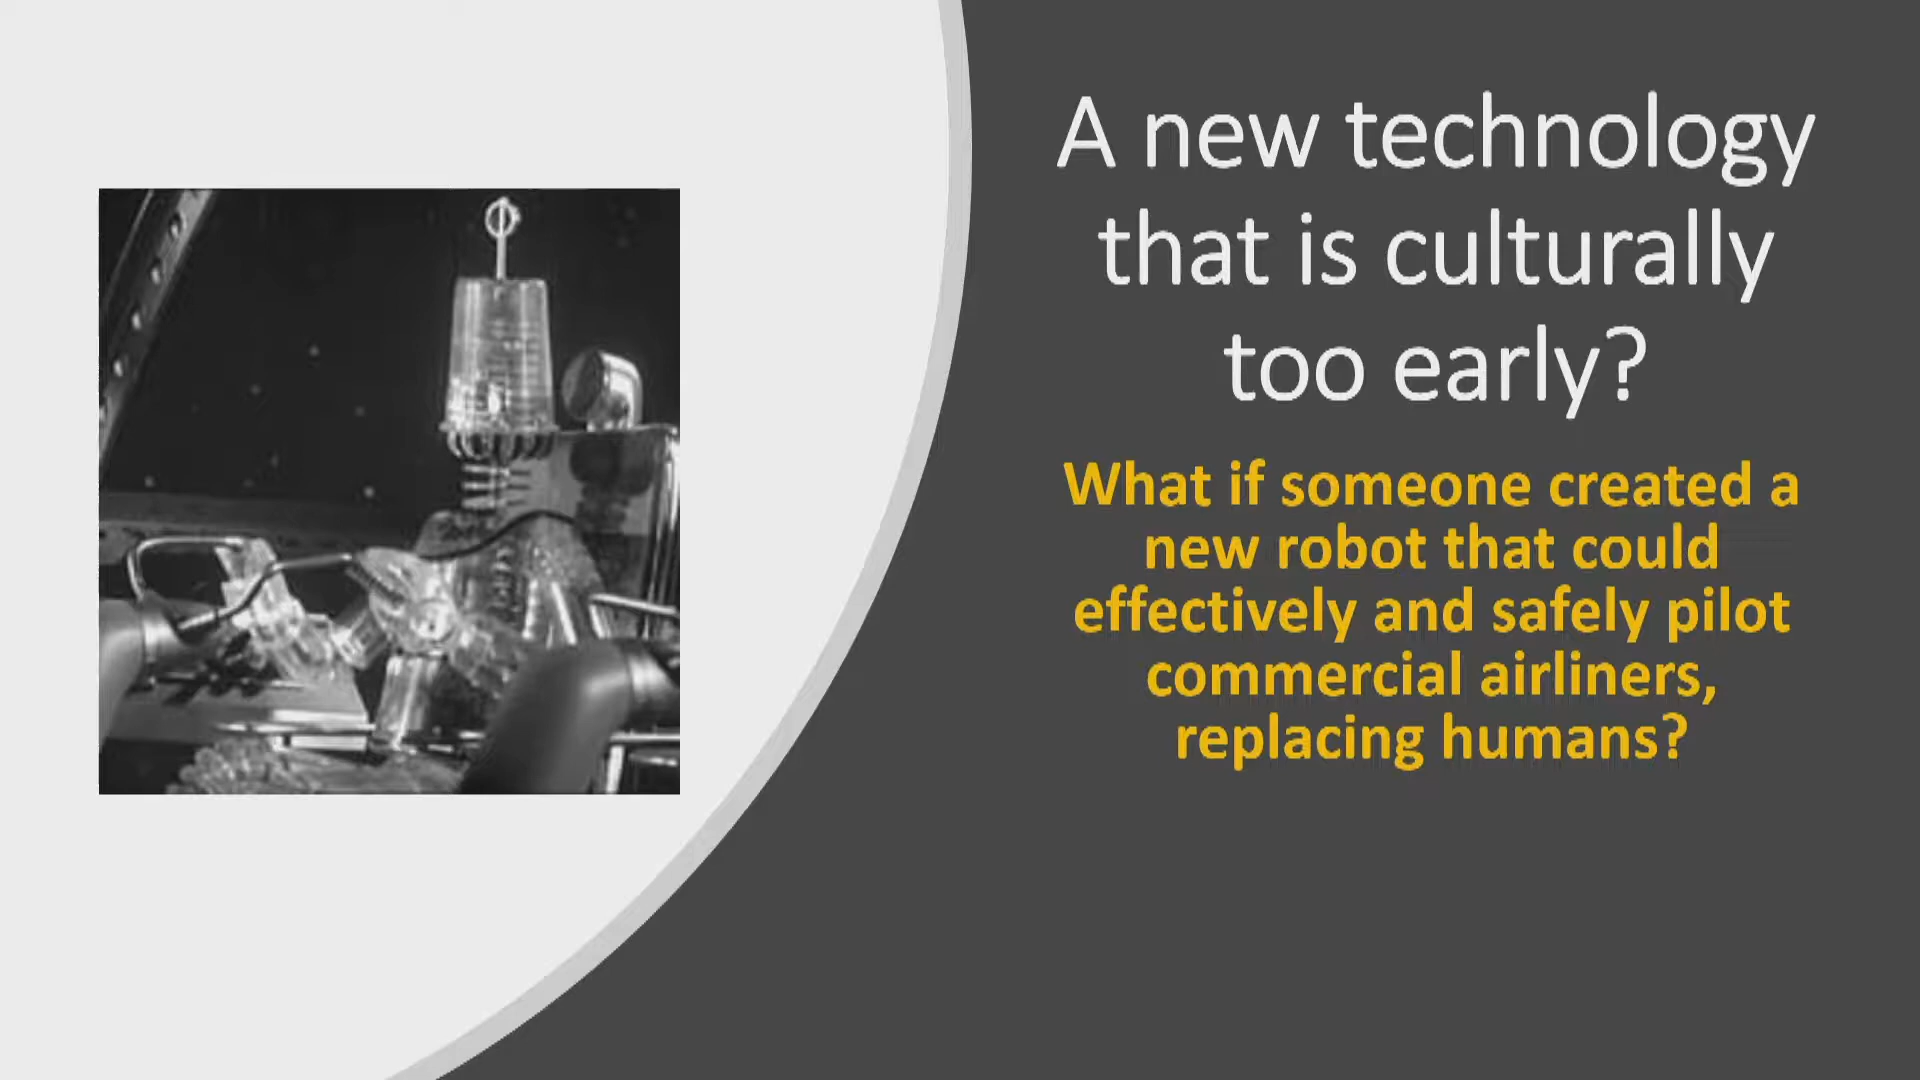 A new technology
that is culturally
too early?
What if someone created a
new robot that could
effectively and safely pilot
commercial airliners,
replacing humans?